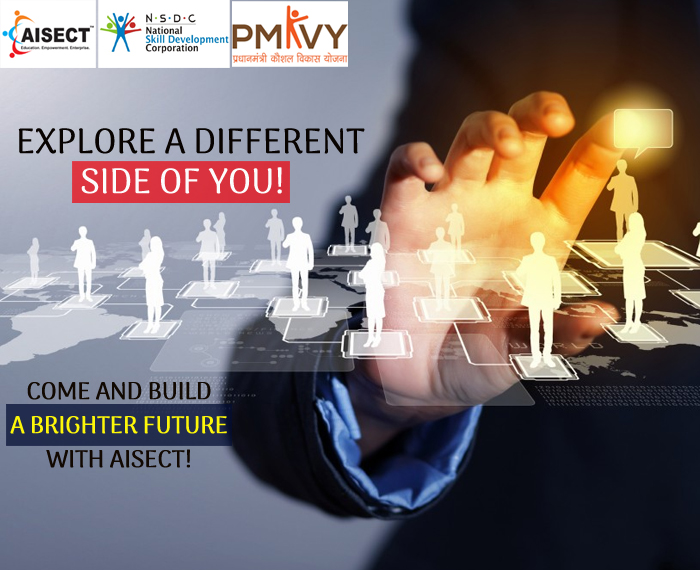 AISECT™
Education. Empowerment. Enterprise.
N·S·D·C
National
Skill Development
Corporation
PMKVY
प्रधानमंत्री कौशल विकास योजना
EXPLORE A DIFFERENT
SIDE OF YOU!
COME AND BUILD
A BRIGHTER FUTURE
WITH AISECT!